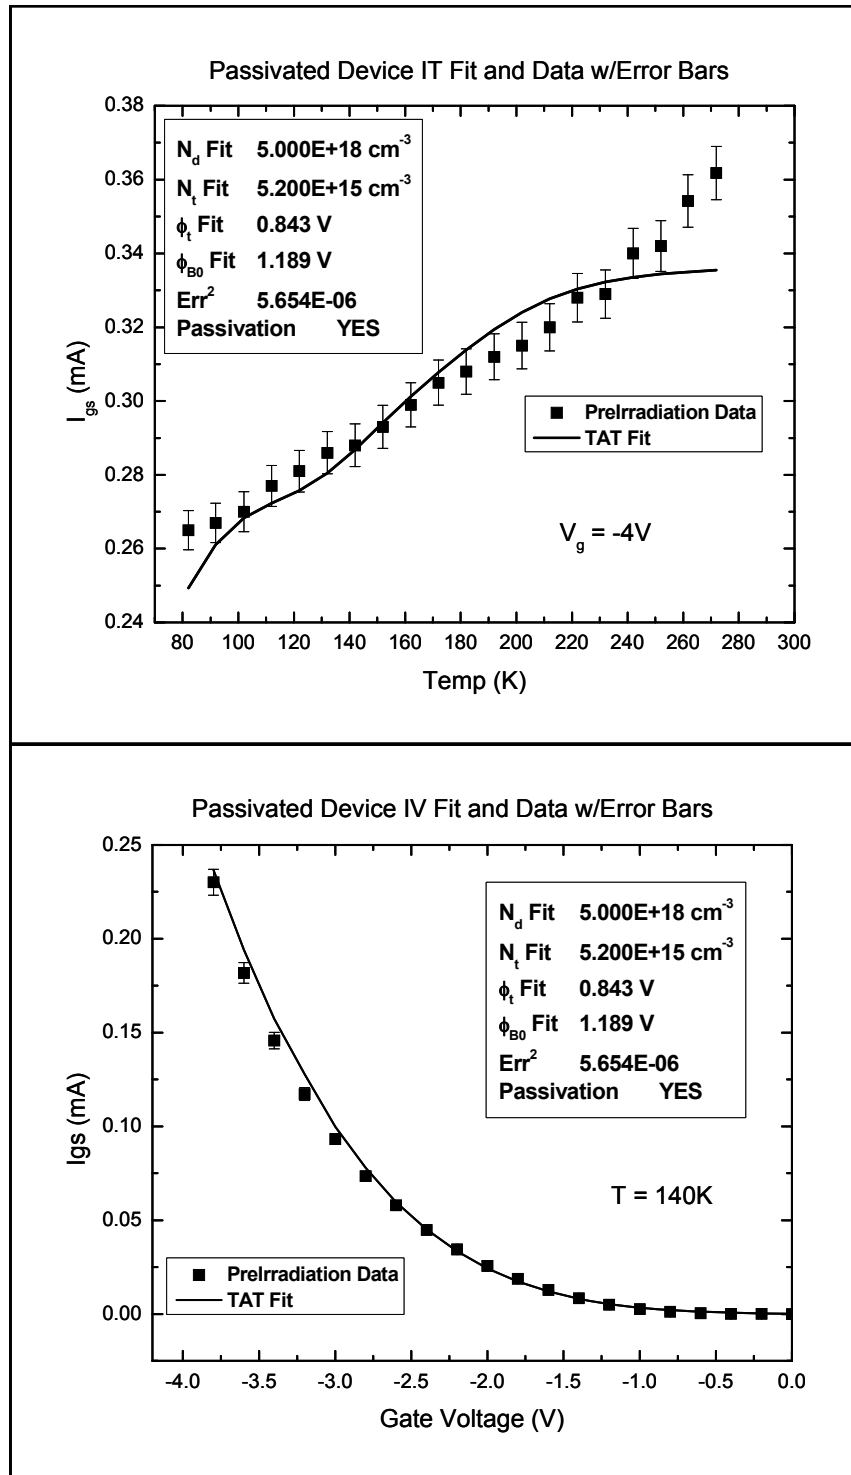 Passivated Device IT Fit and Data w/Error Bars
0.38
0.36
0.34
0.32
0.30
0.28
0.26
0.24
I_gs (mA)
N_d Fit 5.000E+18 cm^-3
N_t Fit 5.200E+15 cm^-3
ϕ_t Fit 0.843 V
ϕ_B0 Fit 1.189 V
Err^2 5.654E-06
Passivation YES
PreIrradiation Data
TAT Fit
V_g = -4V
80 100 120 140 160 180 200 220 240 260 280 300
Temp (K)
Passivated Device IV Fit and Data w/Error Bars
0.25
0.20
0.15
0.10
0.05
0.00
Igs (mA)
N_d Fit 5.000E+18 cm^-3
N_t Fit 5.200E+15 cm^-3
ϕ_t Fit 0.843 V
ϕ_B0 Fit 1.189 V
Err^2 5.654E-06
Passivation YES
T = 140K
PreIrradiation Data
TAT Fit
-4.0 -3.5 -3.0 -2.5 -2.0 -1.5 -1.0 -0.5 0.0
Gate Voltage (V)